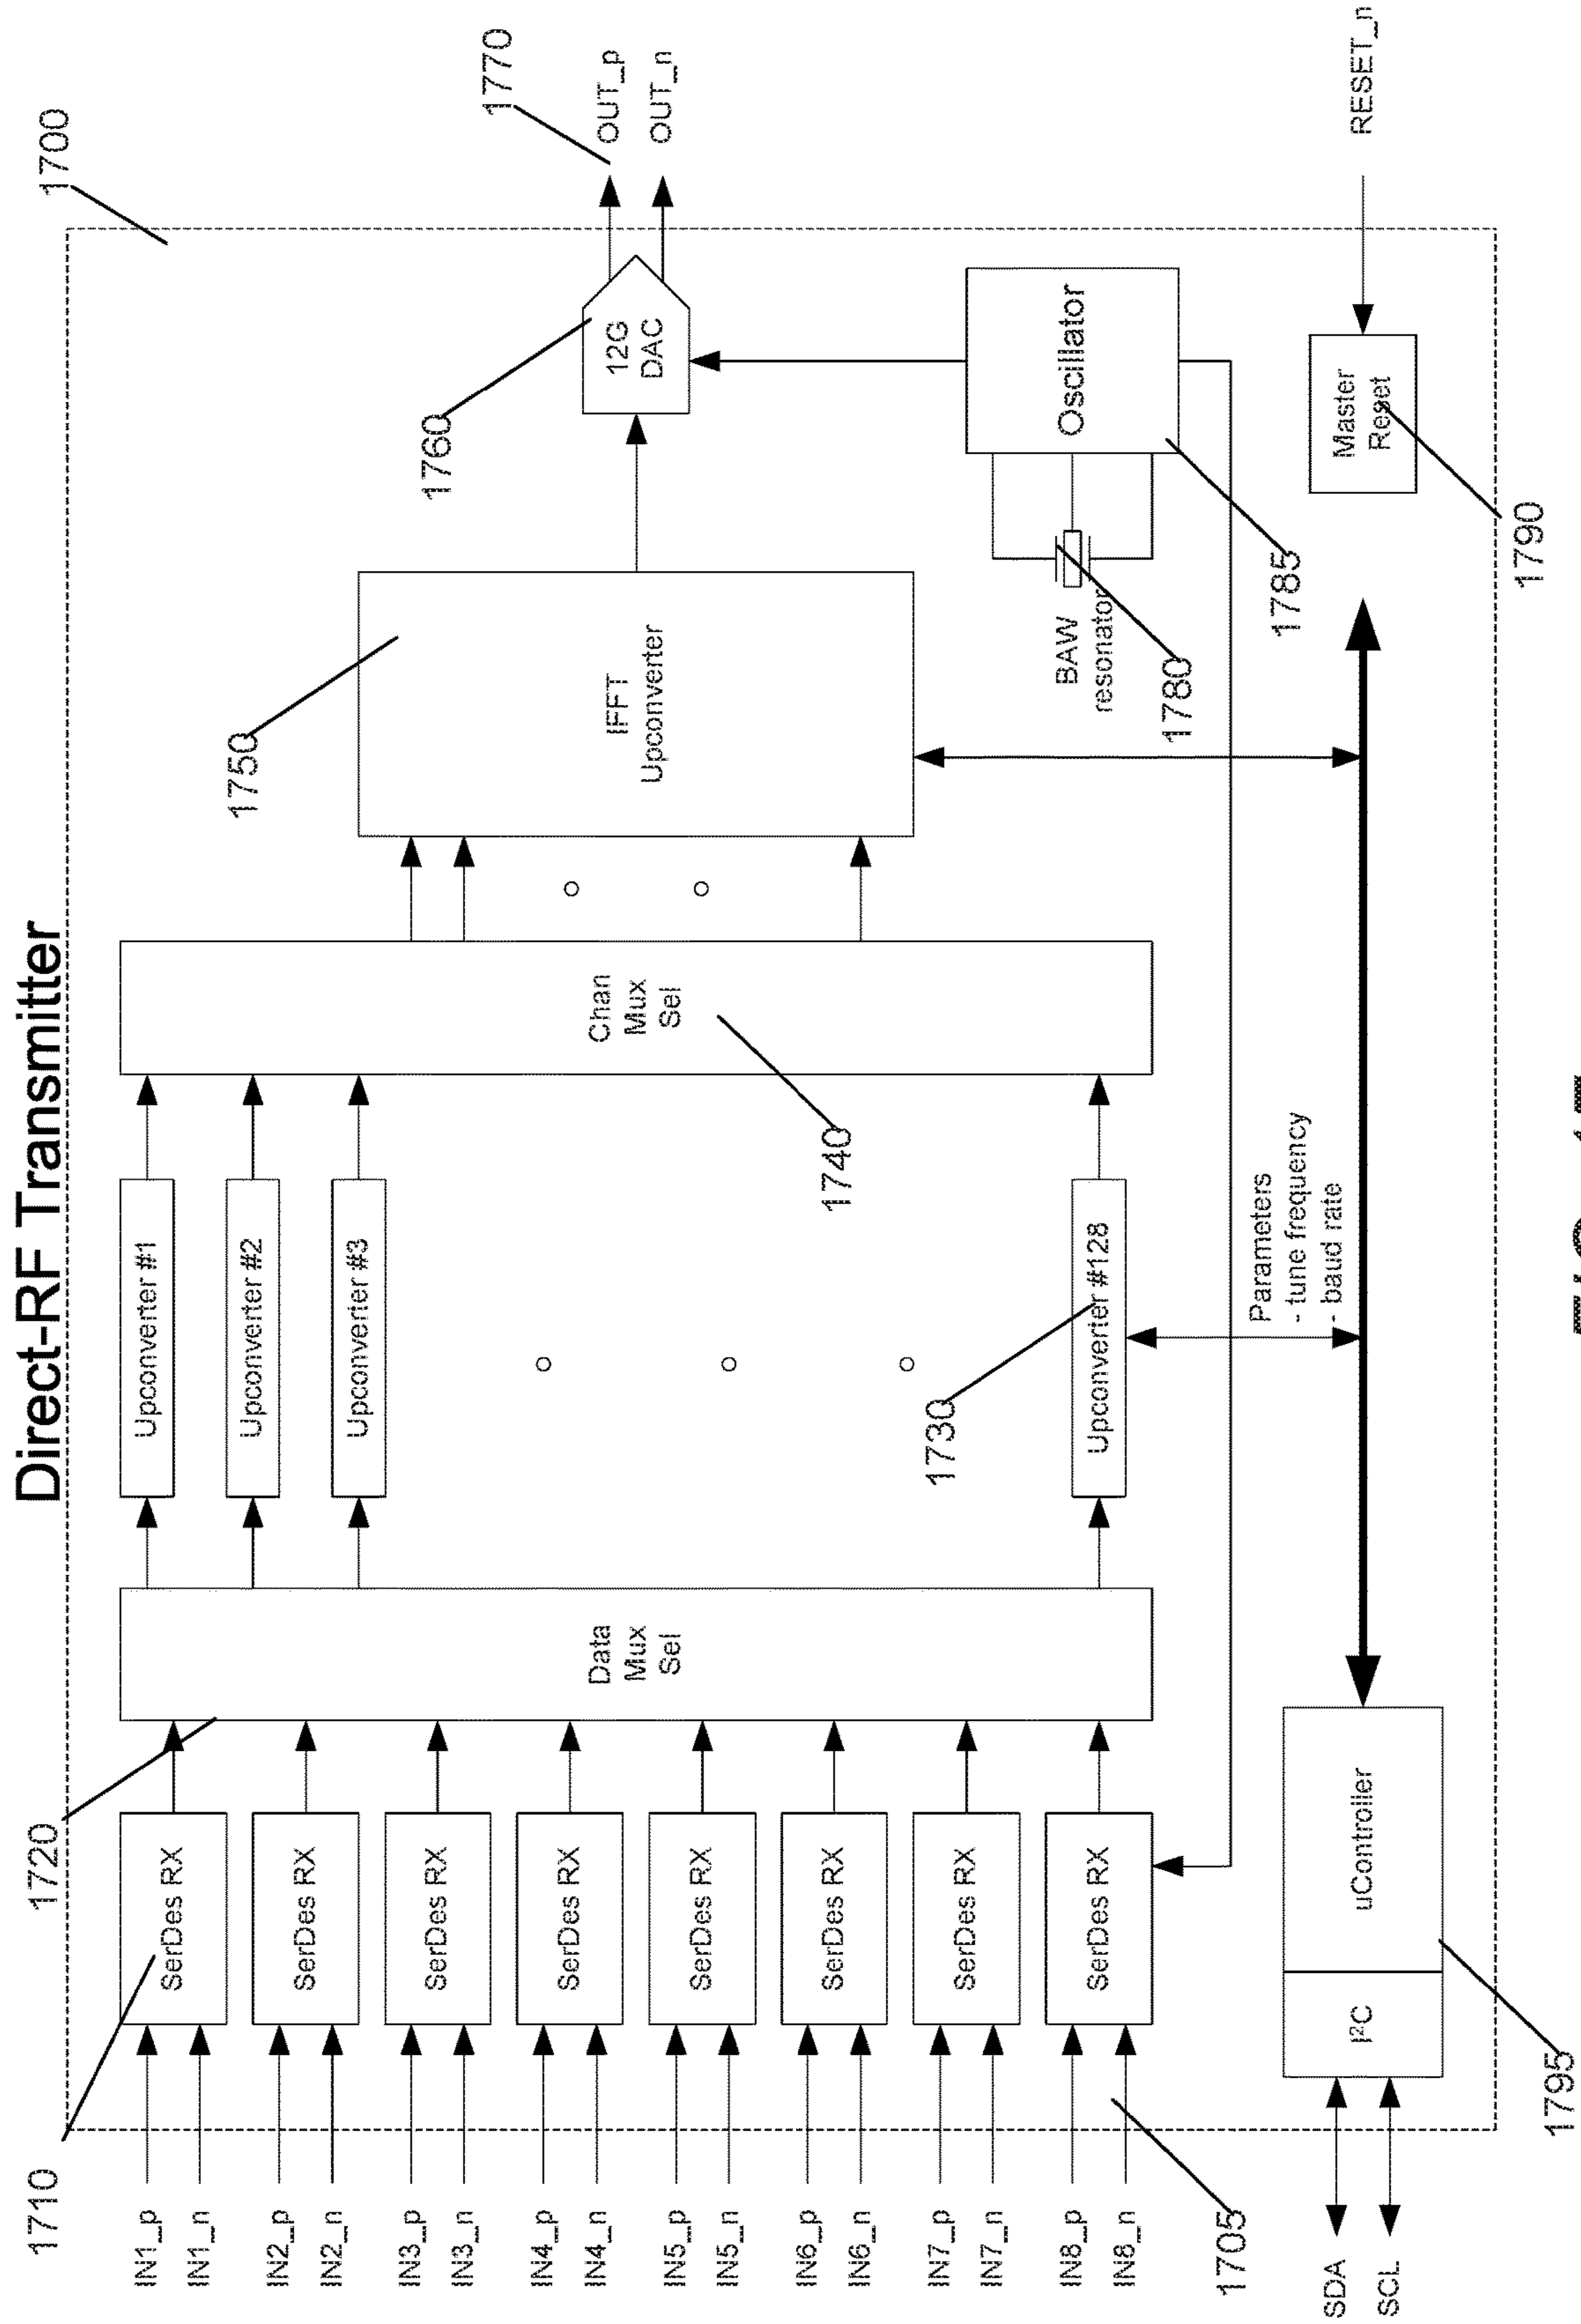 Direct-RF Transmitter
1700
1710
1720
1750
1760
1770
IN1_p
IN1_n
IN2_p
IN2_n
IN3_p
IN3_n
IN4_p
IN4_n
IN5_p
IN5_n
IN6_p
IN6_n
IN7_p
IN7_n
IN8_p
IN8_n
1705
SerDes RX
SerDes RX
SerDes RX
SerDes RX
SerDes RX
SerDes RX
SerDes RX
SerDes RX
Data
Mux
Sel
Upconverter #1
Upconverter #2
Upconverter #3
Upconverter #128
1730
Chan
Mux
Sel
1740
IFFT
Upconverter
12G
DAC
OUT_p
OUT_n
BAW
resonator
1780
Oscillator
1785
Parameters
- tune frequency
- baud rate
SDA
SCL
I²C
uController
1795
Master
Reset
1790
RESET_n